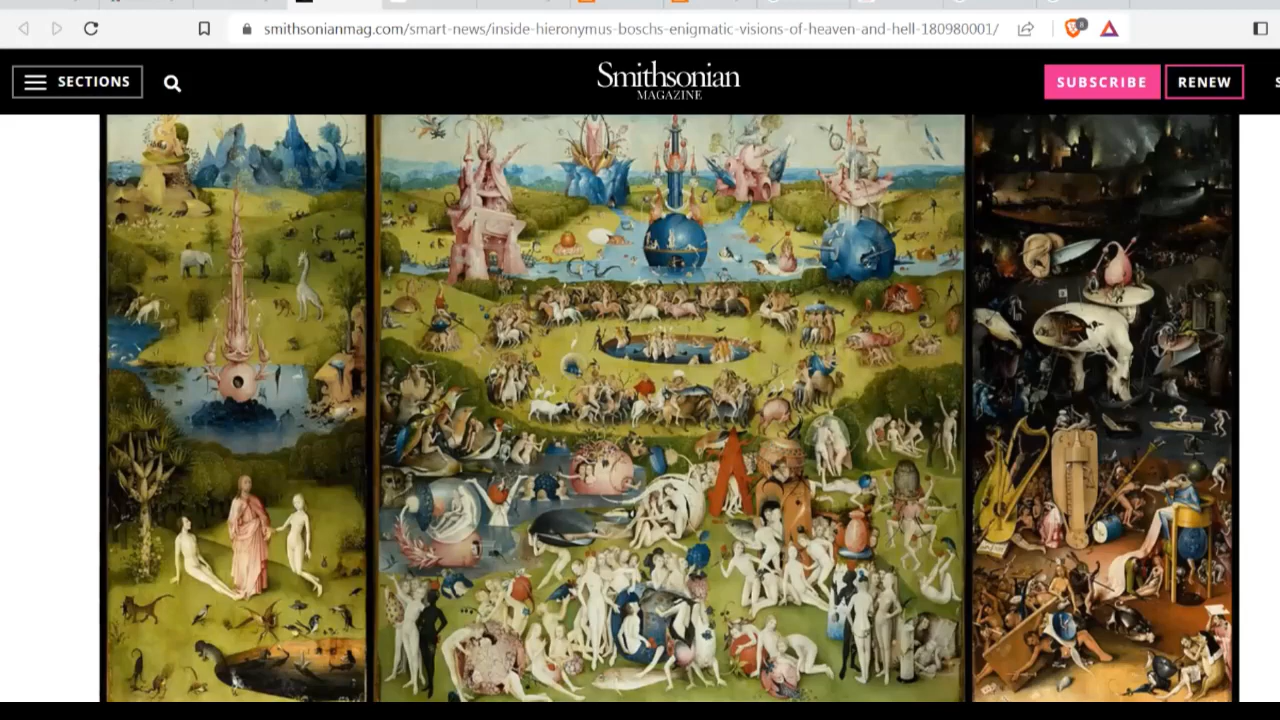 smithsonianmag.com/smart-news/inside-hieronymus-boschs-enigmatic-visions-of-heaven-and-hell-180980001/
SECTIONS
Smithsonian
MAGAZINE
SUBSCRIBE
RENEW